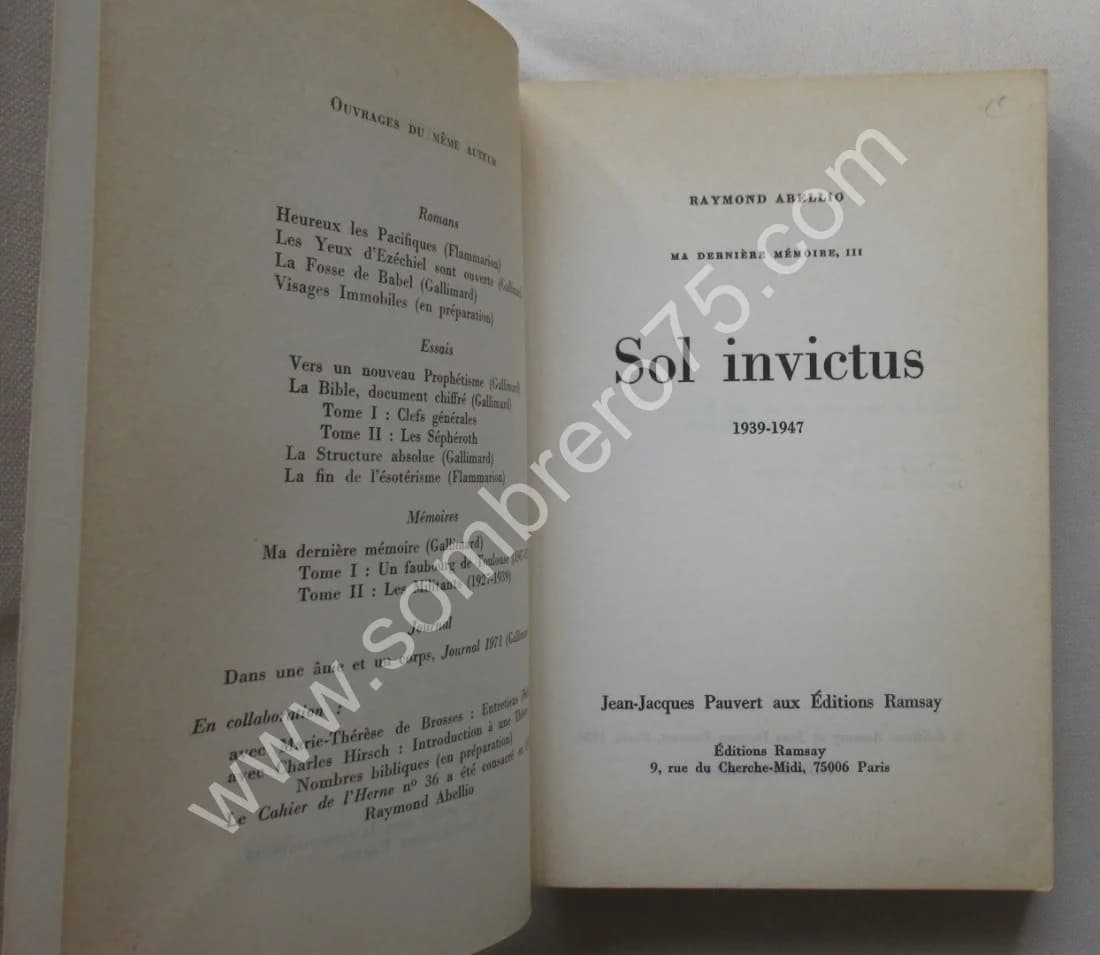 OUVRAGES DU MÊME AUTEUR
Romans
Heureux les Pacifiques (Flammarion)
Les Yeux d'Ezéchiel sont ouverts
La Fosse de Babel (Gallimard)
Visages Immobiles (en préparation)
Essais
Vers un nouveau Prophétisme (Gallimard)
La Bible, document chiffré (Gallimard)
Tome I : Clefs générales
Tome II : Les Séphéroth
La Structure absolue (Gallimard)
La fin de l'ésotérisme (Flammarion)
Mémoires
Ma dernière mémoire (Gallimard)
Tome I : Un faubourg de Toulouse
Tome II : Les Militants (1927-1939)
Journal
Dans une âme et un corps, Journal 1971
En collaboration :
avec Marie-Thérèse de Brosses : Entretiens
avec Charles Hirsch : Introduction à une
Nombres bibliques (en préparation)
Le Cahier de l'Herne n° 36 a été consacré
Raymond Abellio
RAYMOND ABELLIO
MA DERNIÈRE MÉMOIRE, III
Sol invictus
1939-1947
Jean-Jacques Pauvert aux Éditions Ramsay
Éditions Ramsay
9, rue du Cherche-Midi, 75006 Paris
www.sombrero75.com